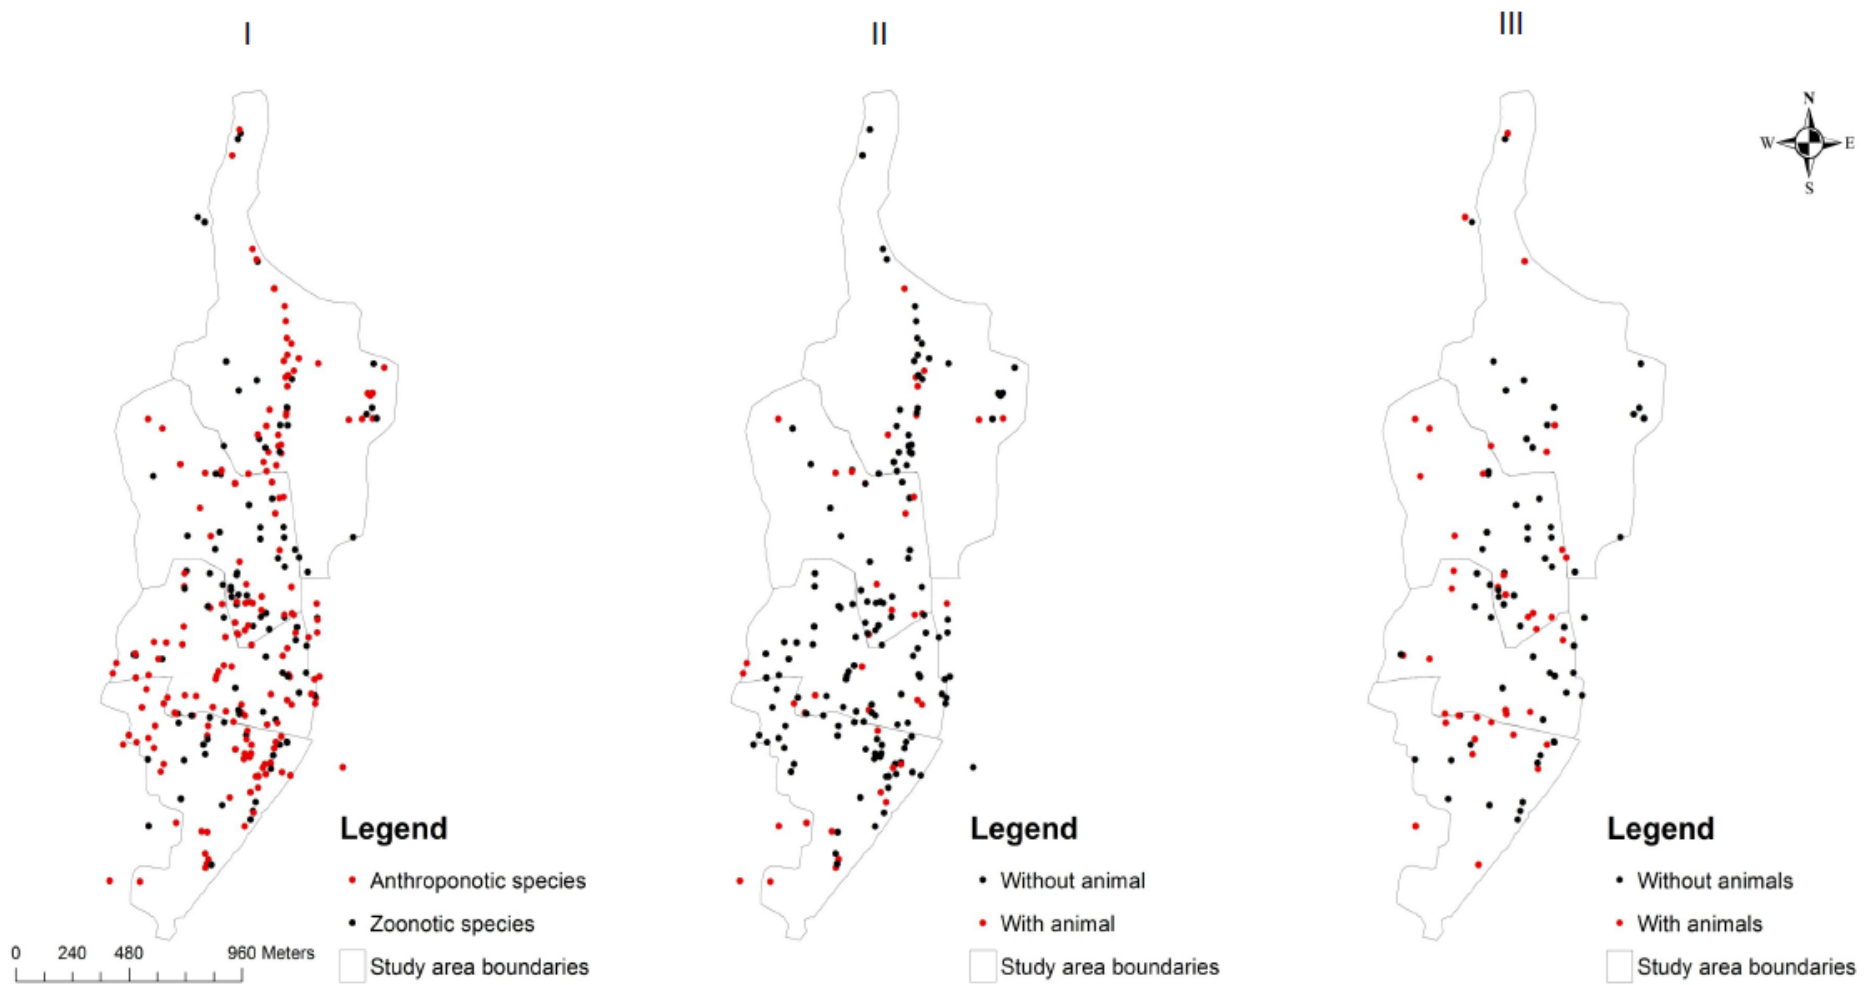 I
II
III
N
W E
S
Legend
Anthroponotic species
Zoonotic species
Study area boundaries
0 240 480 960 Meters
Legend
Without animal
With animal
Study area boundaries
Legend
Without animals
With animals
Study area boundaries